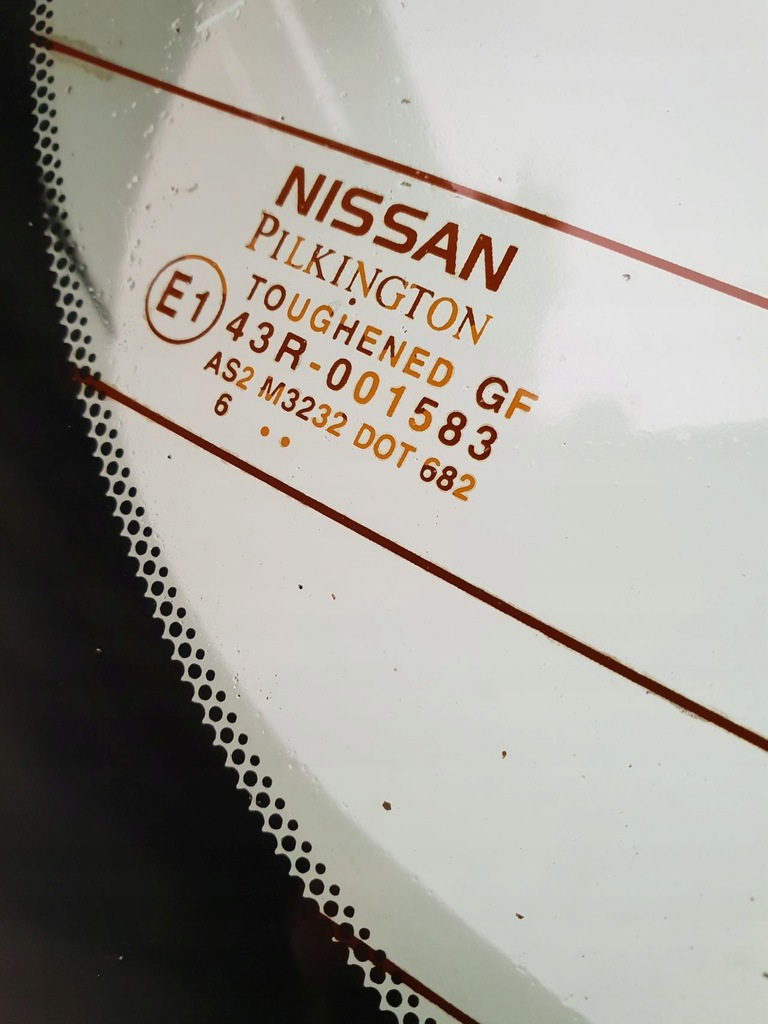 NISSAN
PILKINGTON
E1
TOUGHENED GF
43R-001583
AS2 M3232 DOT 682
6 ••